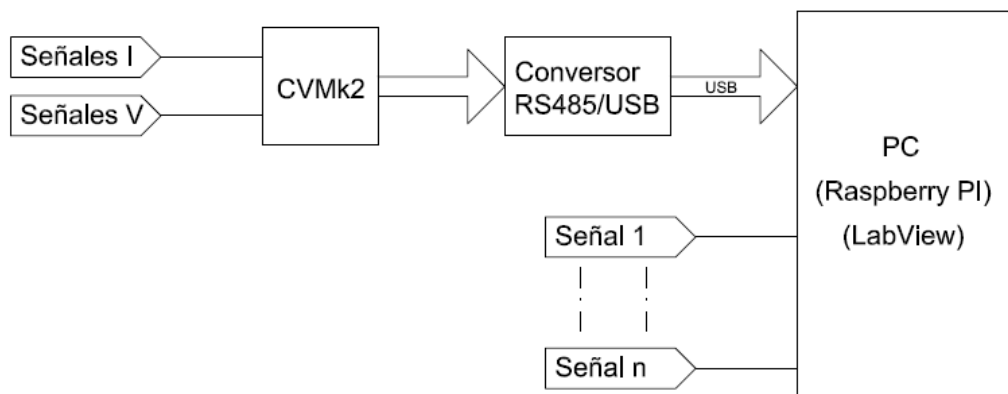 Señales I
Señales V
CVMk2
Conversor
RS485/USB
USB
PC
(Raspberry PI)
(LabView)
Señal 1
Señal n